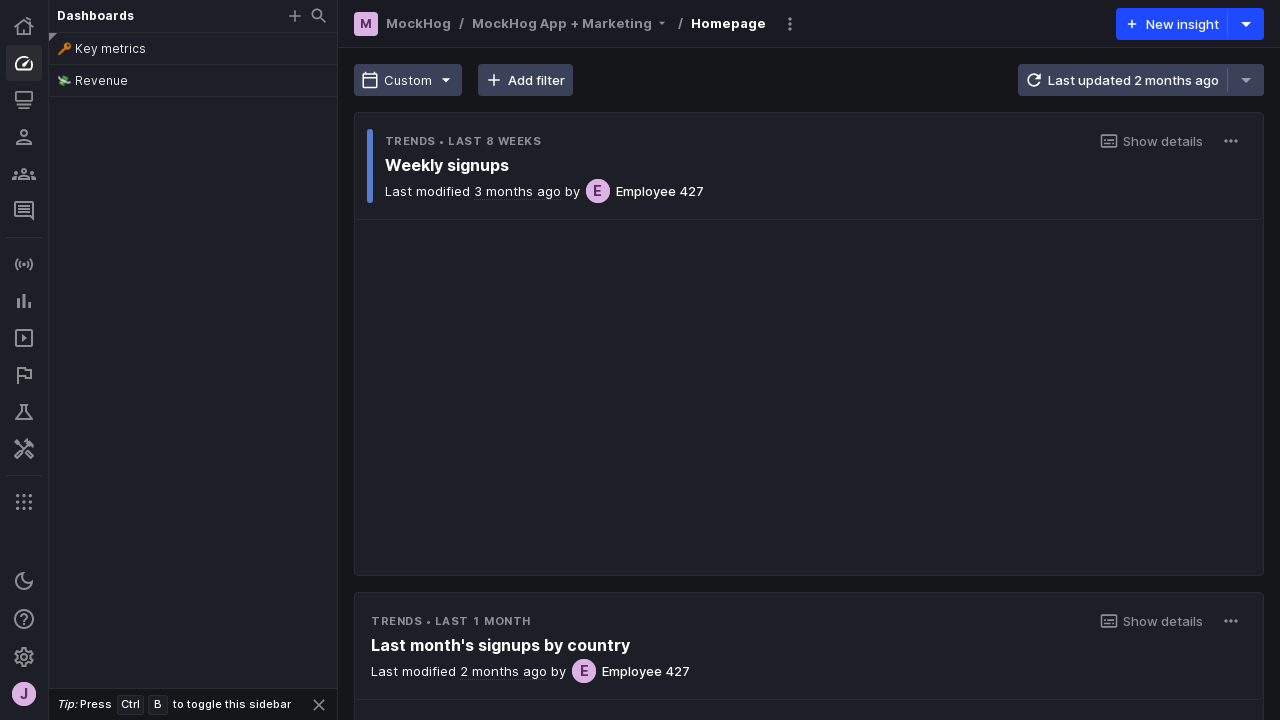 Dashboards
🔑 Key metrics
💸 Revenue
M MockHog / MockHog App + Marketing / Homepage
New insight
Custom
Add filter
Last updated 2 months ago
TRENDS • LAST 8 WEEKS
Show details
Weekly signups
Last modified 3 months ago by E Employee 427
TRENDS • LAST 1 MONTH
Show details
Last month's signups by country
Last modified 2 months ago by E Employee 427
J
Tip: Press Ctrl B to toggle this sidebar